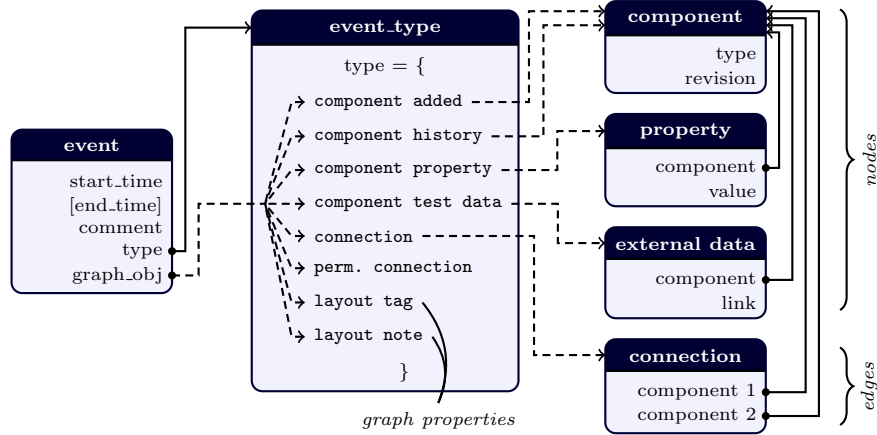 event
start_time
[end_time]
comment
type
graph_obj
event_type
type = {
component added
component history
component property
component test data
connection
perm. connection
layout tag
layout note
}
graph properties
component
type
revision
property
component
value
external data
component
link
connection
component 1
component 2
nodes
edges